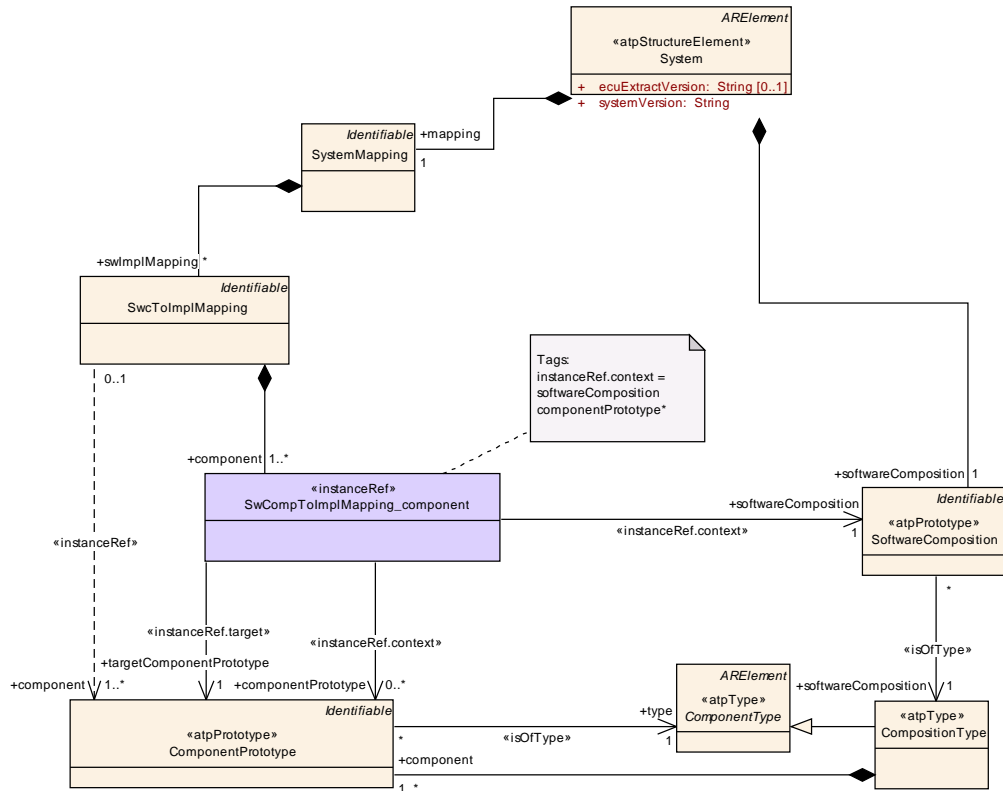 ARElement
«atpStructureElement»
System
+ ecuExtractVersion: String [0..1]
+ systemVersion: String
Identifiable
SystemMapping
+mapping
1
+swImplMapping *
Identifiable
SwcToImplMapping
0..1
Tags:
instanceRef.context =
softwareComposition
componentPrototype*
+component 1..*
«instanceRef»
SwCompToImplMapping_component
+softwareComposition 1
+softwareComposition
1
«instanceRef.context»
Identifiable
«atpPrototype»
SoftwareComposition
*
«instanceRef»
«instanceRef.target»
«instanceRef.context»
«isOfType»
+targetComponentPrototype
+component 1..*
1
+componentPrototype 0..*
+softwareComposition 1
Identifiable
«atpPrototype»
ComponentPrototype
ARElement
«atpType»
ComponentType
«atpType»
CompositionType
+type
1
*
«isOfType»
+component
1..*